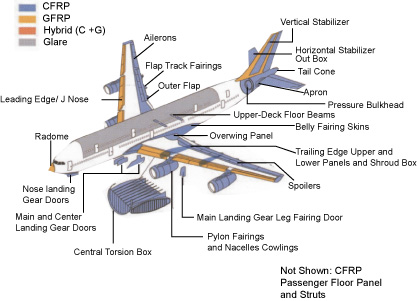 CFRP
GFRP
Hybrid (C +G)
Glare
Vertical Stabilizer
Ailerons
Horizontal Stabilizer
Out Box
Flap Track Fairings
Tail Cone
Outer Flap
Apron
Leading Edge/ J Nose
Pressure Bulkhead
Upper-Deck Floor Beams
Belly Fairing Skins
Radome
Overwing Panel
Trailing Edge Upper and
Lower Panels and Shroud Box
Nose landing
Gear Doors
Spoilers
Main and Center
Landing Gear Doors
Main Landing Gear Leg Fairing Door
Central Torsion Box
Pylon Fairings
and Nacelles Cowlings
Not Shown: CFRP
Passenger Floor Panel
and Struts